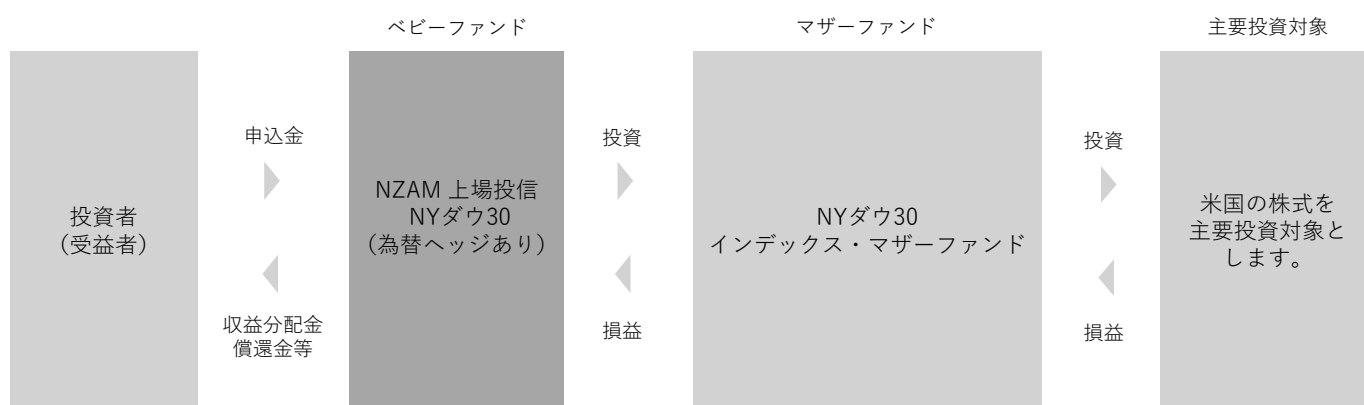 ベビーファンド
マザーファンド
主要投資対象
投資者
（受益者）
申込金
収益分配金
償還金等
NZAM 上場投信
NYダウ30
（為替ヘッジあり）
投資
損益
NYダウ30
インデックス・マザーファンド
投資
損益
米国の株式を
主要投資対象と
します。